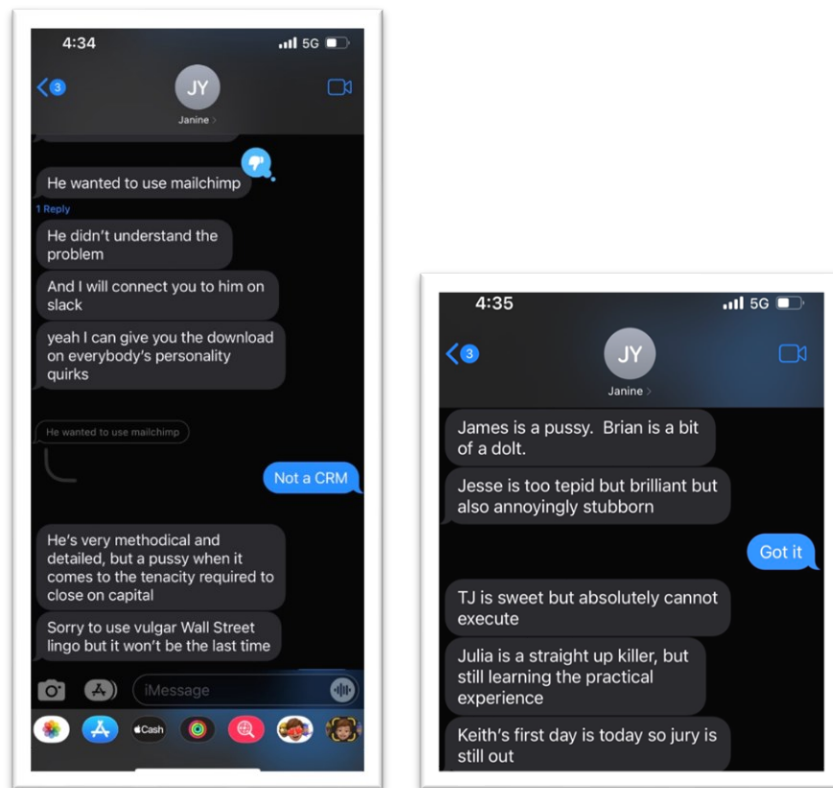 4:34
5G
3
JY
Janine >
He wanted to use mailchimp
1 Reply
He didn't understand the
problem
And I will connect you to him on
slack
yeah I can give you the download
on everybody's personality
quirks
He wanted to use mailchimp
Not a CRM
He's very methodical and
detailed, but a pussy when it
comes to the tenacity required to
close on capital
Sorry to use vulgar Wall Street
lingo but it won't be the last time
iMessage
Cash
4:35
5G
3
JY
Janine >
James is a pussy.  Brian is a bit
of a dolt.
Jesse is too tepid but brilliant but
also annoyingly stubborn
Got it
TJ is sweet but absolutely cannot
execute
Julia is a straight up killer, but
still learning the practical
experience
Keith's first day is today so jury is
still out